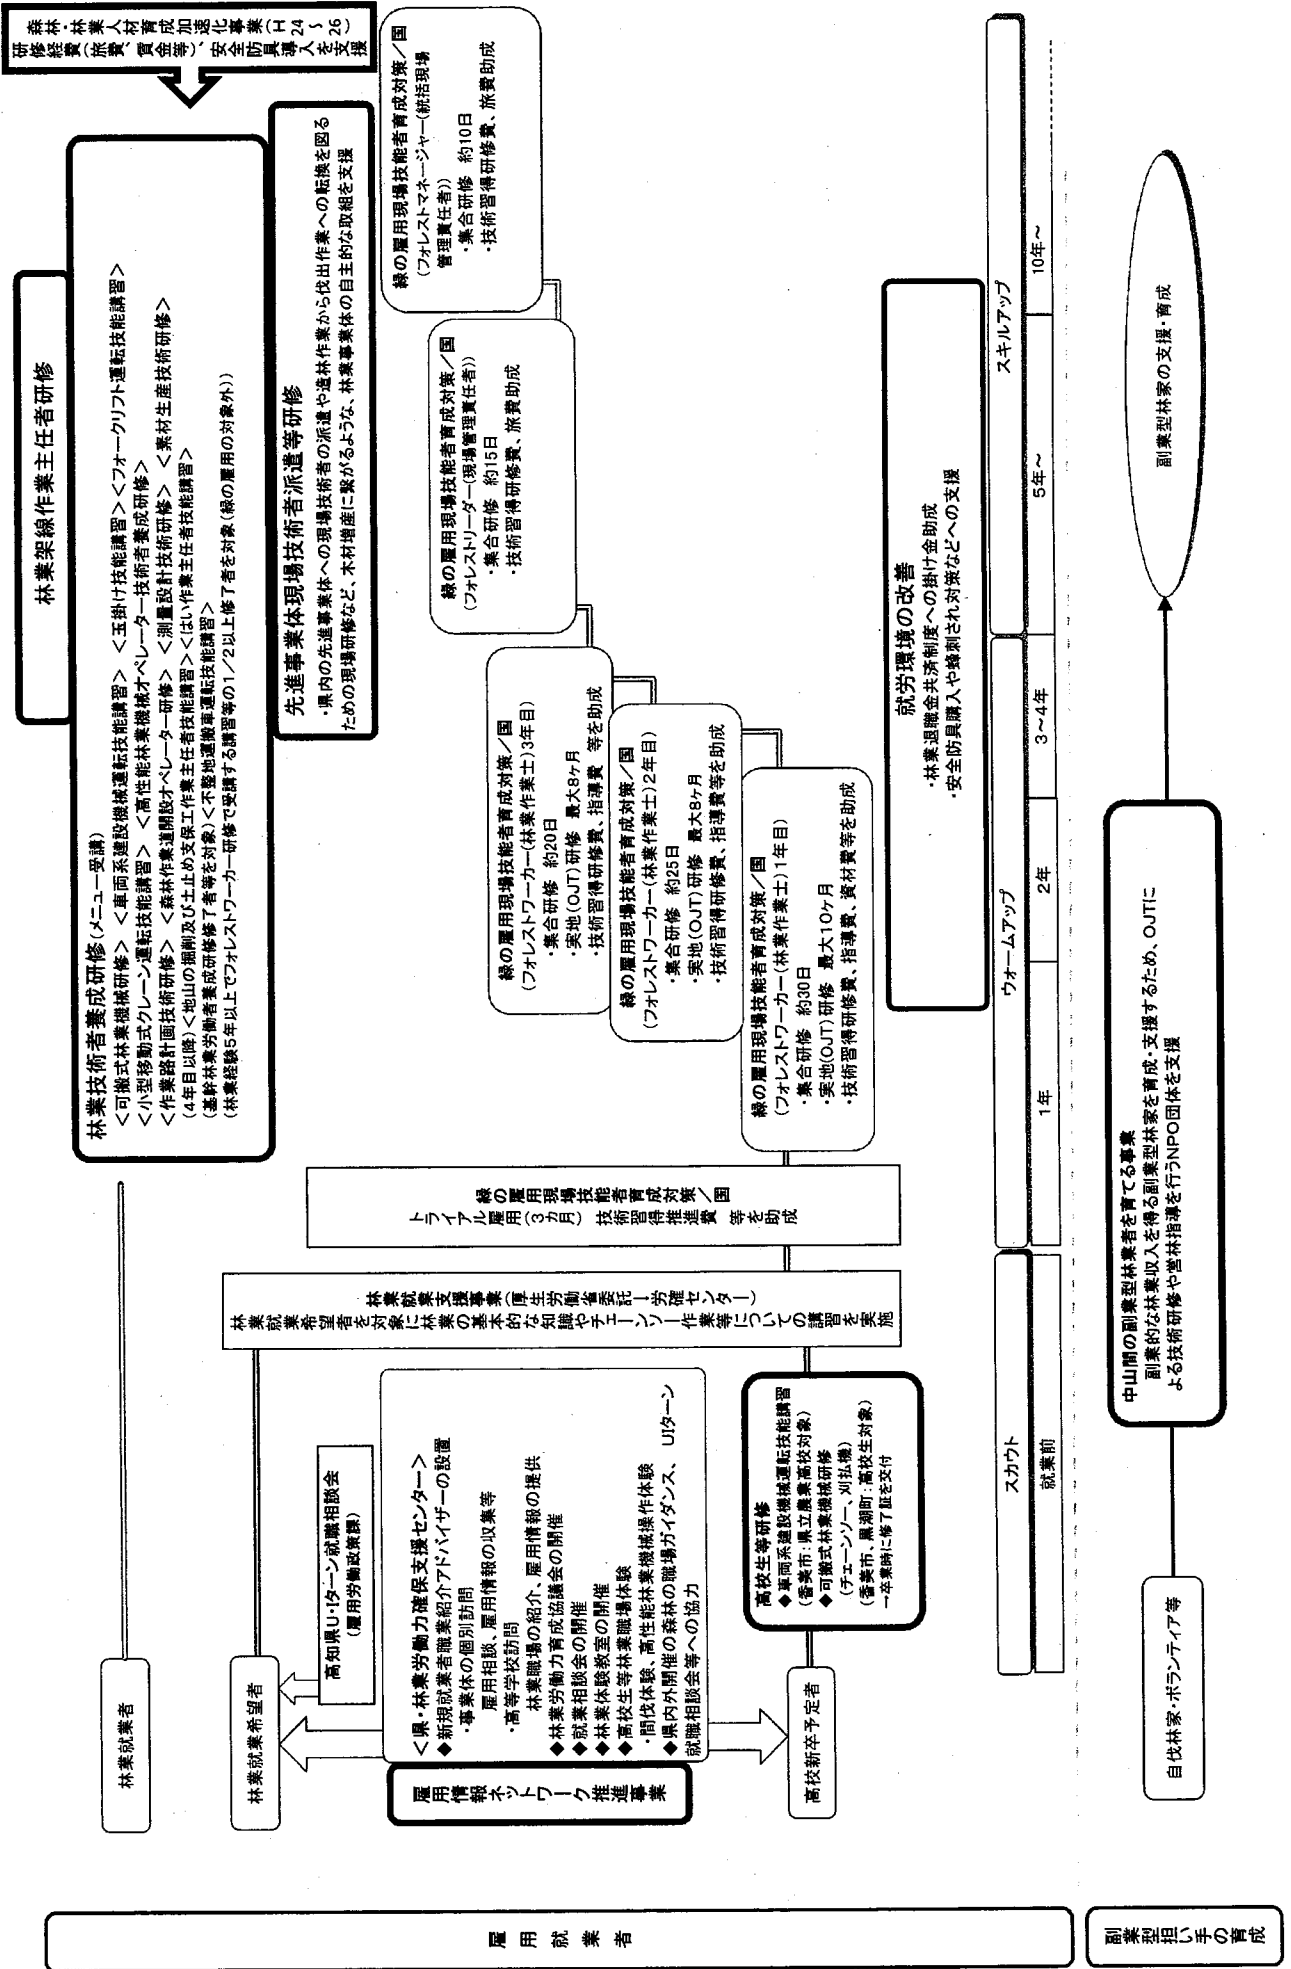 雇用就業者
林業就業者
林業就業希望者
高知県U・Iターン就職相談会
(雇用労働政策課)
雇用情報ネットワーク推進事業
<県・林業労働力確保支援センター>
◆新規就業者職業紹介アドバイザーの設置
・事業体の個別訪問
雇用相談、雇用情報の収集等
・高等学校訪問
林業職場の紹介、雇用情報の提供
◆林業労働力育成協議会の開催
◆就業相談会の開催
◆林業体験教室の開催
◆高校生等林業職場体験
・間伐体験、高性能林業機械操作体験
◆県内外開催の森林の職場ガイダンス、UIターン
就職相談会等への協力
高校新卒予定者
高校生等研修
◆車両系建設機械運転技能講習
(香美市:県立農業高校対象)
◆可搬式林業機械研修
(チェーンソー、刈払機)
(香美市、黒潮町:高校生対象)
→卒業時に修了証を交付
林業就業支援事業(厚生労働省委託→労確センター)
林業就業希望者を対象に林業の基本的な知識やチェーンソー作業等についての講習を実施
緑の雇用現場技能者育成対策/国
トライアル雇用(3カ月) 技術習得推進費 等を助成
林業架線作業主任者研修
森林・林業人材育成加速化事業(H24~26)
研修経費(旅費、賃金等)、安全防具導入を支援
林業技術者養成研修(メニュー受講)
<可搬式林業機械研修> <車両系建設機械運転技能講習> <玉掛け技能講習><フォークリフト運転技能講習>
<小型移動式クレーン運転技能講習> <高性能林業機械オペレーター技術者養成研修>
<作業路計画技術研修> <森林作業道開設オペレーター研修> <測量設計技術研修> <素材生産技術研修>
(4年目以降)<地山の掘削及び土止め支保工作業主任者技能講習><はい作業主任者技能講習>
(基幹林業労働者養成研修修了者等を対象)<不整地運搬車運転技能講習>
(林業経験5年以上でフォレストワーカー研修で受講する講習等の1/2以上修了者を対象(緑の雇用の対象外))
先進事業体現場技術者派遣等研修
・県内の先進事業体への現場技術者の派遣や造林作業から伐出作業への転換を図る
ための現場研修など、木材増産に繋がるような、林業事業体の自主的な取組を支援
緑の雇用現場技能者育成対策/国
(フォレストマネージャー(統括現場
管理責任者))
・集合研修 約10日
・技術習得研修費、旅費助成
緑の雇用現場技能者育成対策/国
(フォレストリーダー(現場管理責任者))
・集合研修 約15日
・技術習得研修費、旅費助成
緑の雇用現場技能者育成対策/国
(フォレストワーカー(林業作業士)3年目)
・集合研修 約20日
・実地(OJT)研修 最大8ヶ月
・技術習得研修費、指導費 等を助成
緑の雇用現場技能者育成対策/国
(フォレストワーカー(林業作業士)2年目)
・集合研修 約25日
・実地(OJT)研修 最大8ヶ月
・技術習得研修費、指導費等を助成
緑の雇用現場技能者育成対策/国
(フォレストワーカー(林業作業士)1年目)
・集合研修 約30日
・実地(OJT)研修 最大10ヶ月
・技術習得研修費、指導費、資材費等を助成
就労環境の改善
・林業退職金共済制度への掛け金助成
・安全防具購入や蜂刺され対策などへの支援
スカウト
ウォームアップ
スキルアップ
就業前
1年
2年
3~4年
5年~
10年~
副業型担い手の育成
自伐林家・ボランティア等
中山間の副業型林業者を育てる事業
副業的な林業収入を得る副業型林家を育成・支援するため、OJTに
よる技術研修や営林指導を行うNPO団体を支援
副業型林家の支援・育成